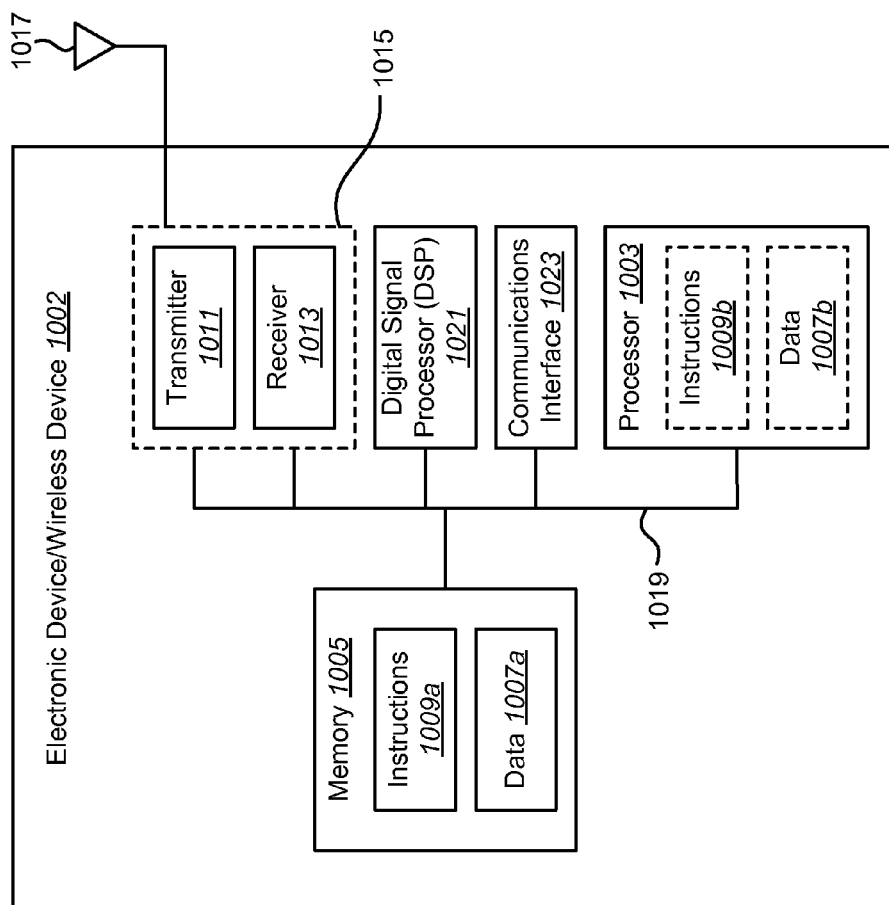 Electronic Device/Wireless Device 1002
1017
1015
Transmitter
1011
Receiver
1013
Digital Signal
Processor (DSP)
1021
Communications
Interface 1023
Processor 1003
Instructions
1009b
Data
1007b
Memory 1005
Instructions
1009a
Data 1007a
1019